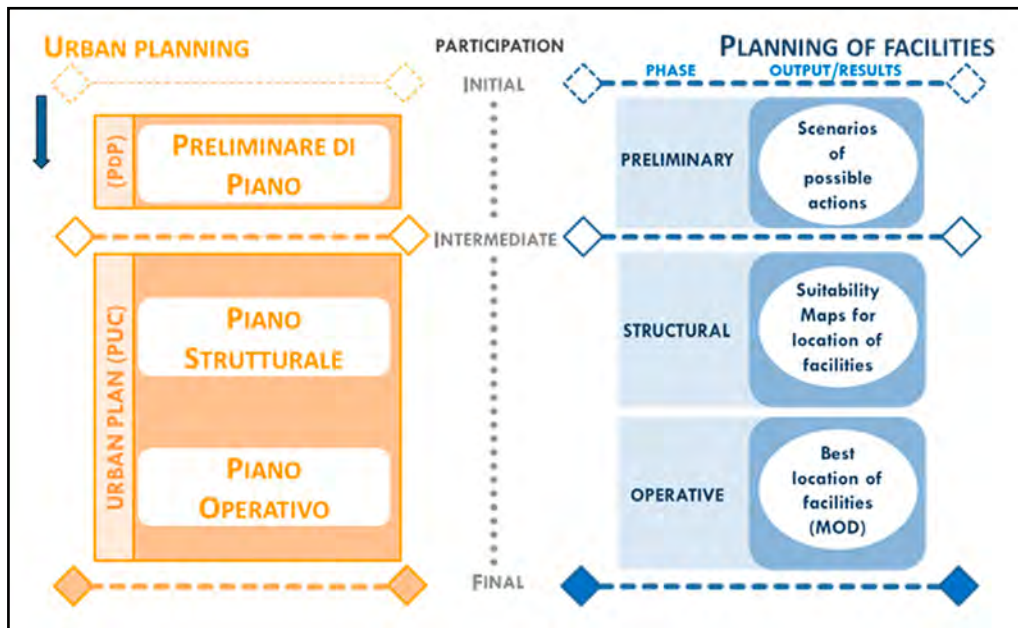 URBAN PLANNING
PARTICIPATION
PLANNING OF FACILITIES
PHASE
OUTPUT/RESULTS
INITIAL
(PDP)
PRELIMINARE DI
PIANO
PRELIMINARY
Scenarios
of
possible
actions
INTERMEDIATE
URBAN PLAN (PUC)
PIANO
STRUTTURALE
STRUCTURAL
Suitability
Maps for
location of
facilities
PIANO
OPERATIVO
OPERATIVE
Best
location of
facilities
(MOD)
FINAL